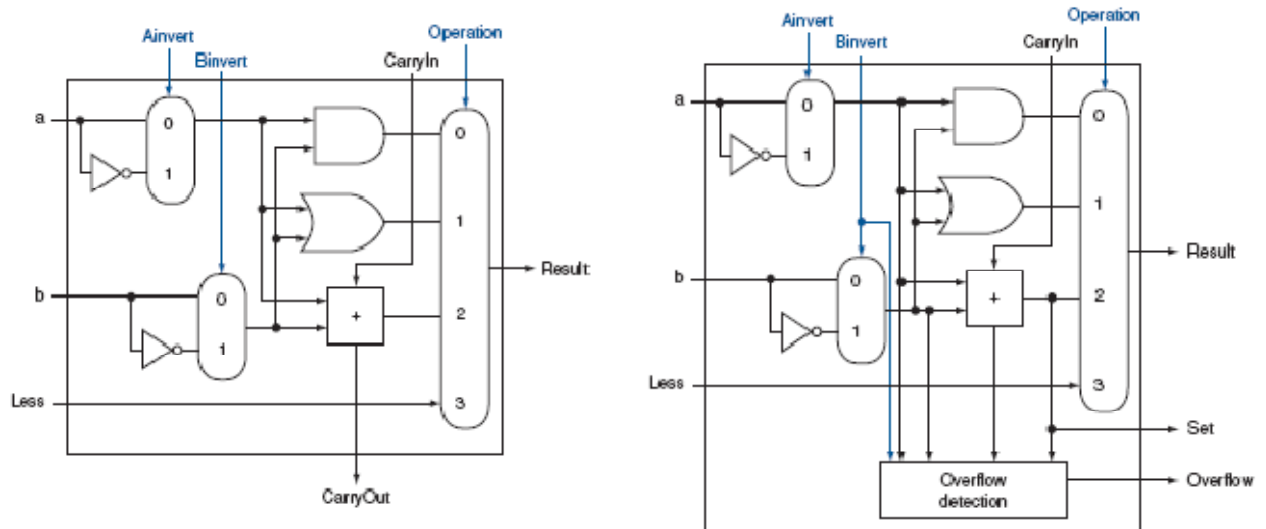 Ainvert
Operation
Binvert
CarryIn
a
0
1
0
1
Result:
b
0
1
+
2
Less
3
CarryOut
Operation
Ainvert
Binvert
CarryIn
a
0
1
0
1
Result
b
0
1
+
2
Less
3
Set
Overflow
detection
Overflow